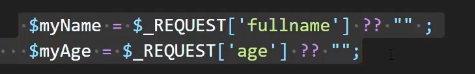 $myName = $_REQUEST['fullname'] ?? "" ;
$myAge = $_REQUEST['age'] ?? "";